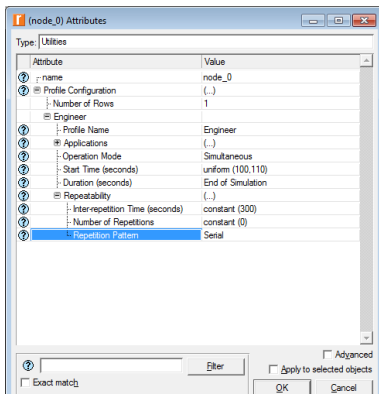 (node_0) Attributes
Type: Utilities
Attribute Value
name node_0
Profile Configuration (...)
Number of Rows 1
Engineer
Profile Name Engineer
Applications (...)
Operation Mode Simultaneous
Start Time (seconds) uniform (100,110)
Duration (seconds) End of Simulation
Repeatability (...)
Inter-repetition Time (seconds) constant (300)
Number of Repetitions constant (0)
Repetition Pattern Serial
Advanced
Filter
Apply to selected objects
Exact match
OK Cancel